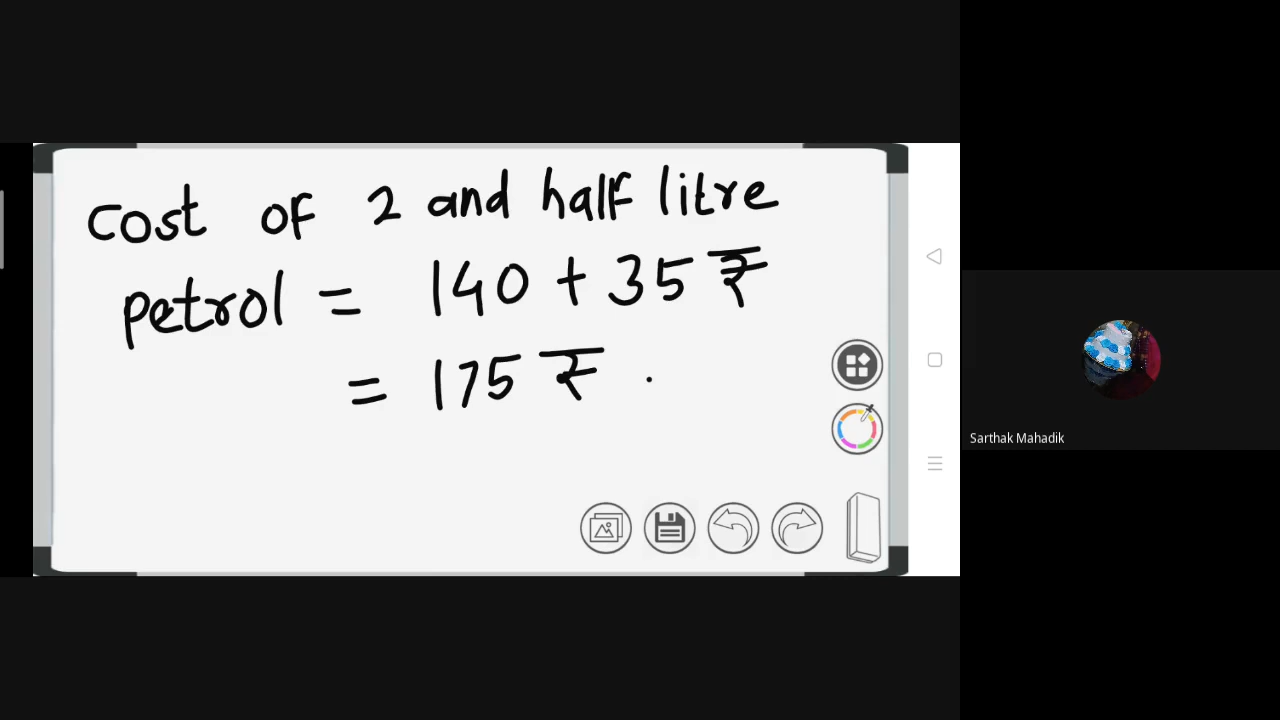 cost of 2 and half litre
petrol = 140 + 35 ₹
= 175 ₹ .
Sarthak Mahadik